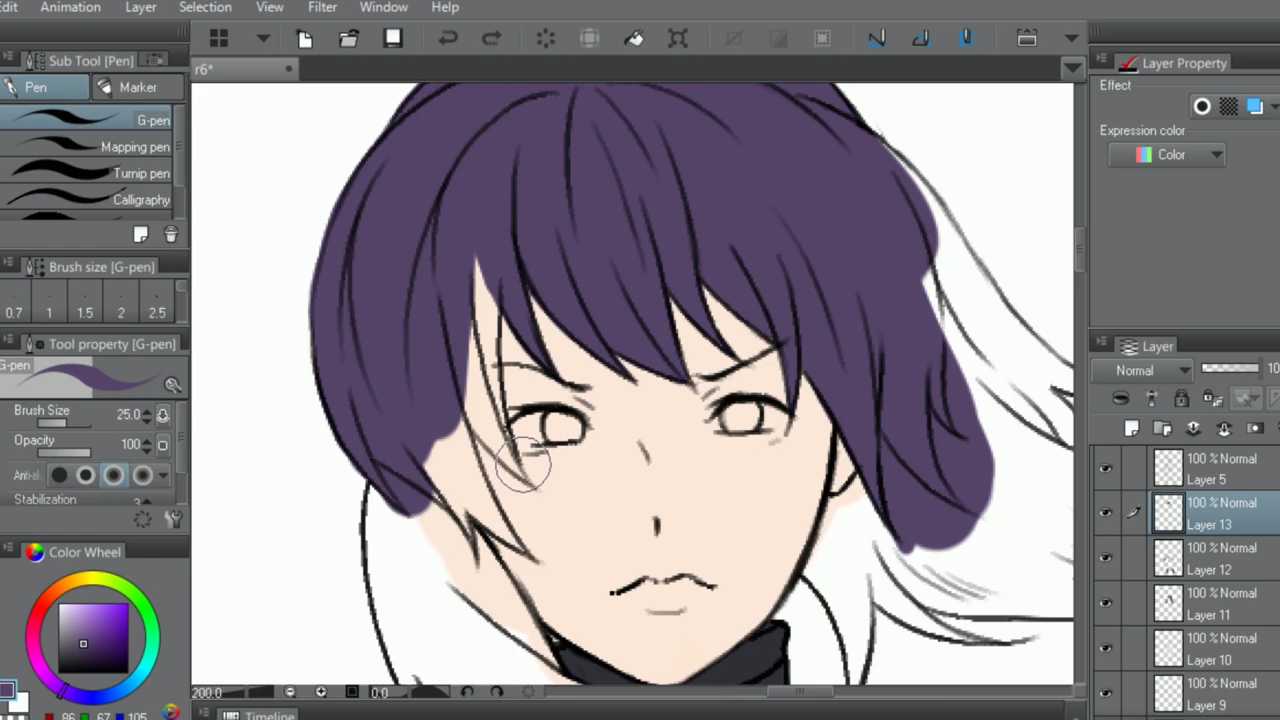 Edit Animation Layer Selection View Filter Window Help
Sub Tool [Pen]
r6*
Layer Property
Pen
Marker
Effect
G-pen
Expression color
Mapping pen
Color
Turnip pen
Calligraphy
Brush size [G-pen]
0.7 1 1.5 2 2.5
Tool property [G-pen]
G-pen
Layer
Normal
10
Brush Size 25.0
Opacity 100
Anti-al
Stabilization
100 % Normal
Layer 5
100 % Normal
Layer 13
Color Wheel
100 % Normal
Layer 12
100 % Normal
Layer 11
100 % Normal
Layer 10
100 % Normal
Layer 9
200.0
0.0
86 67 105
Timeline